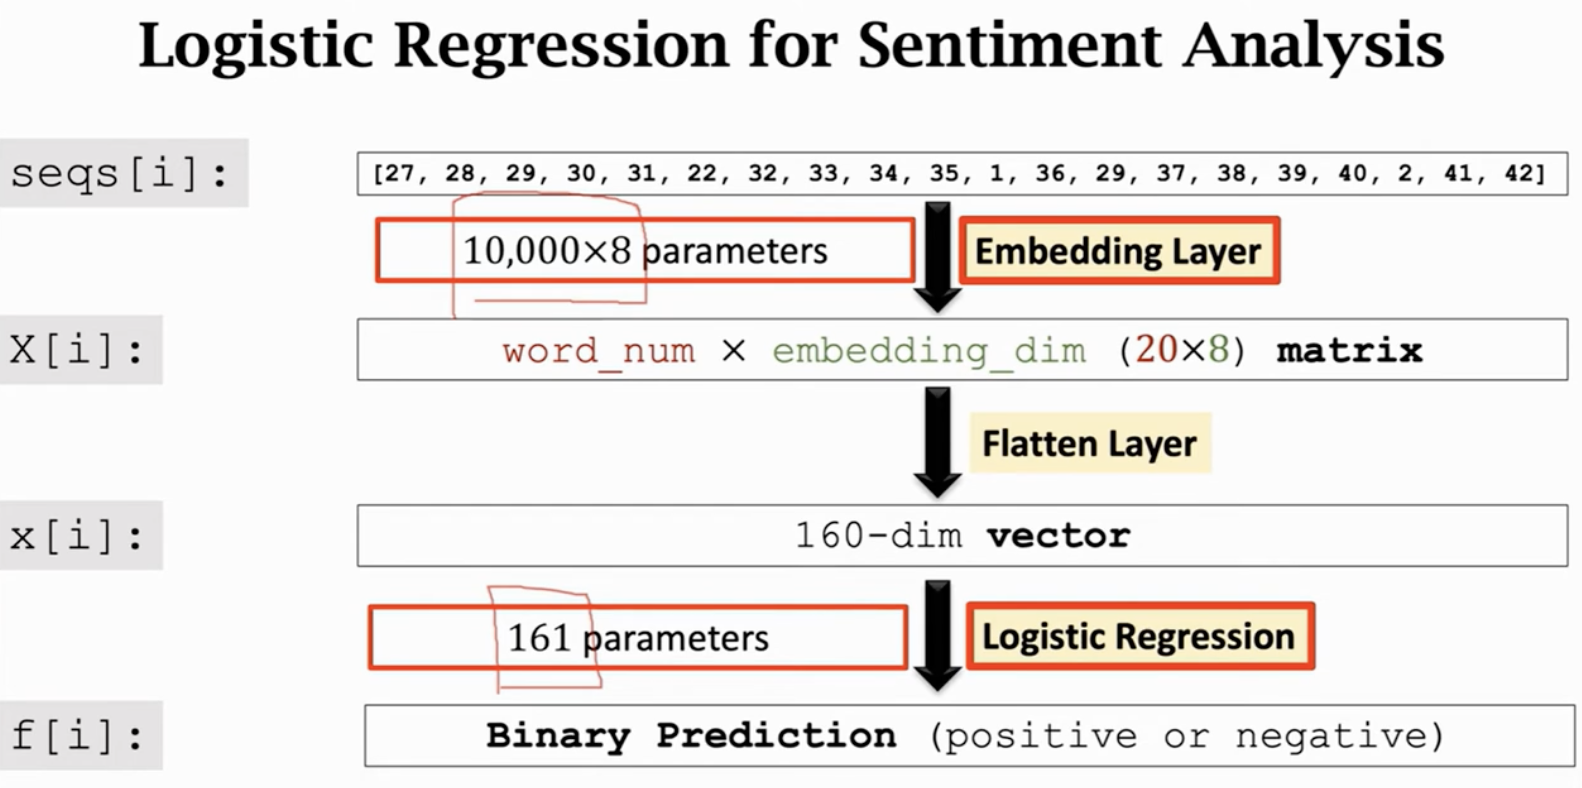 Logistic Regression for Sentiment Analysis
seqs[i]: [27, 28, 29, 30, 31, 22, 32, 33, 34, 35, 1, 36, 29, 37, 38, 39, 40, 2, 41, 42]
10,000×8 parameters Embedding Layer
X[i]: word_num × embedding_dim (20×8) matrix
Flatten Layer
x[i]: 160-dim vector
161 parameters Logistic Regression
f[i]: Binary Prediction (positive or negative)